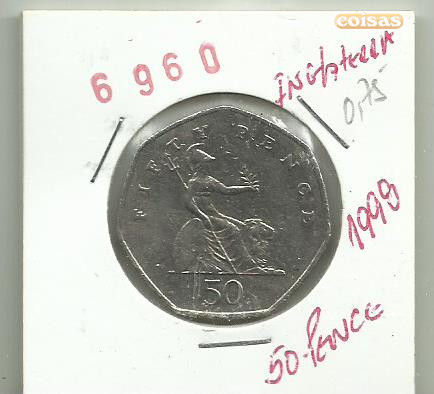 coisas
6960
INGLATERRA
0,75
FIFTY PENCE
50
1999
50-PENCE